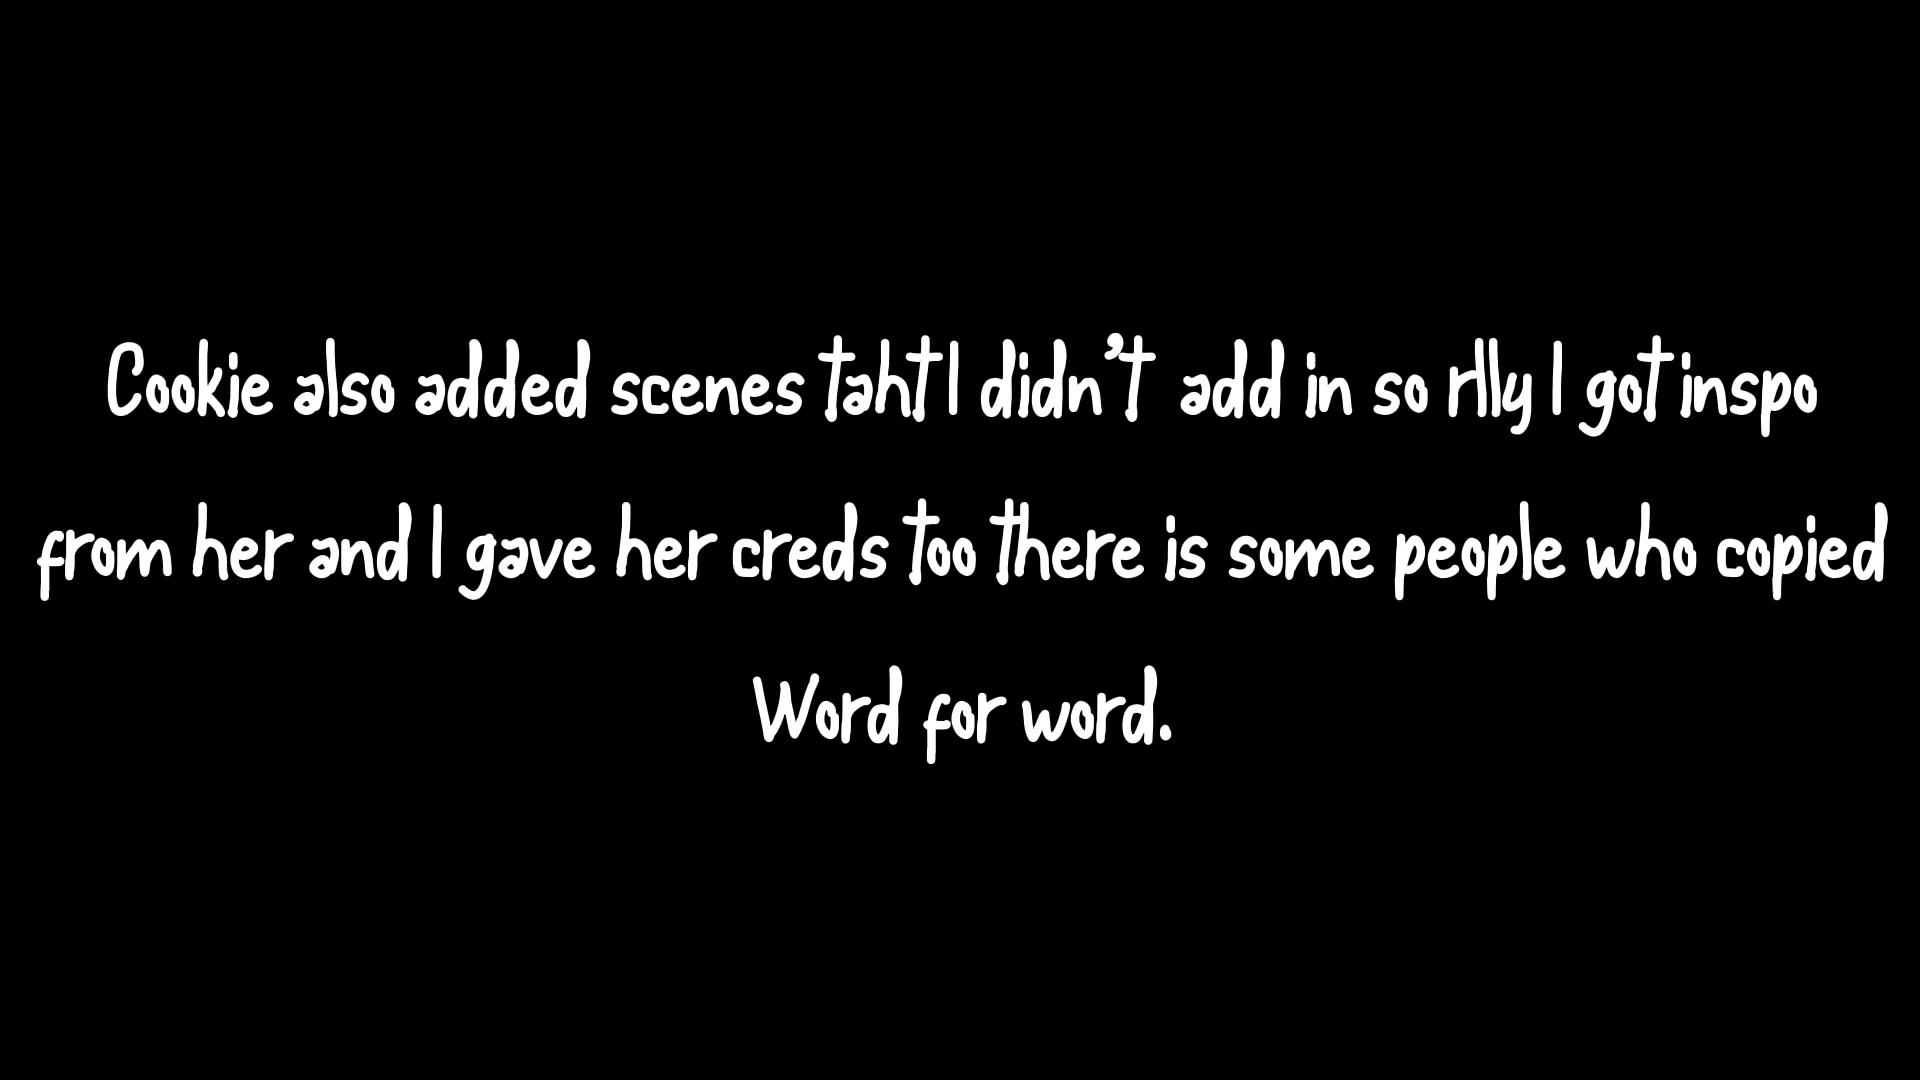 Cookie also added scenes taht I didn't add in so rlly I got inspo
from her and I gave her creds too there is some people who copied
Word for word.